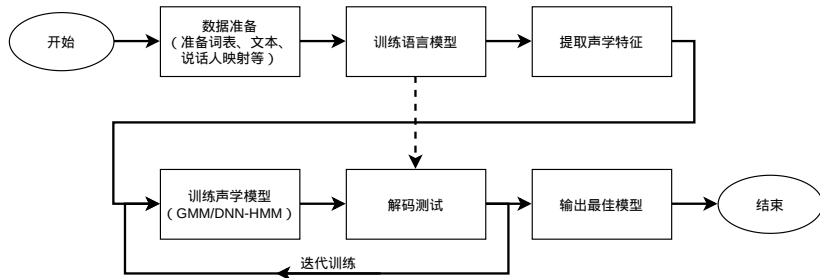 开始
数据准备
（准备词表、文本、
说话人映射等）
训练语言模型
提取声学特征
训练声学模型
（GMM/DNN-HMM）
解码测试
输出最佳模型
结束
迭代训练